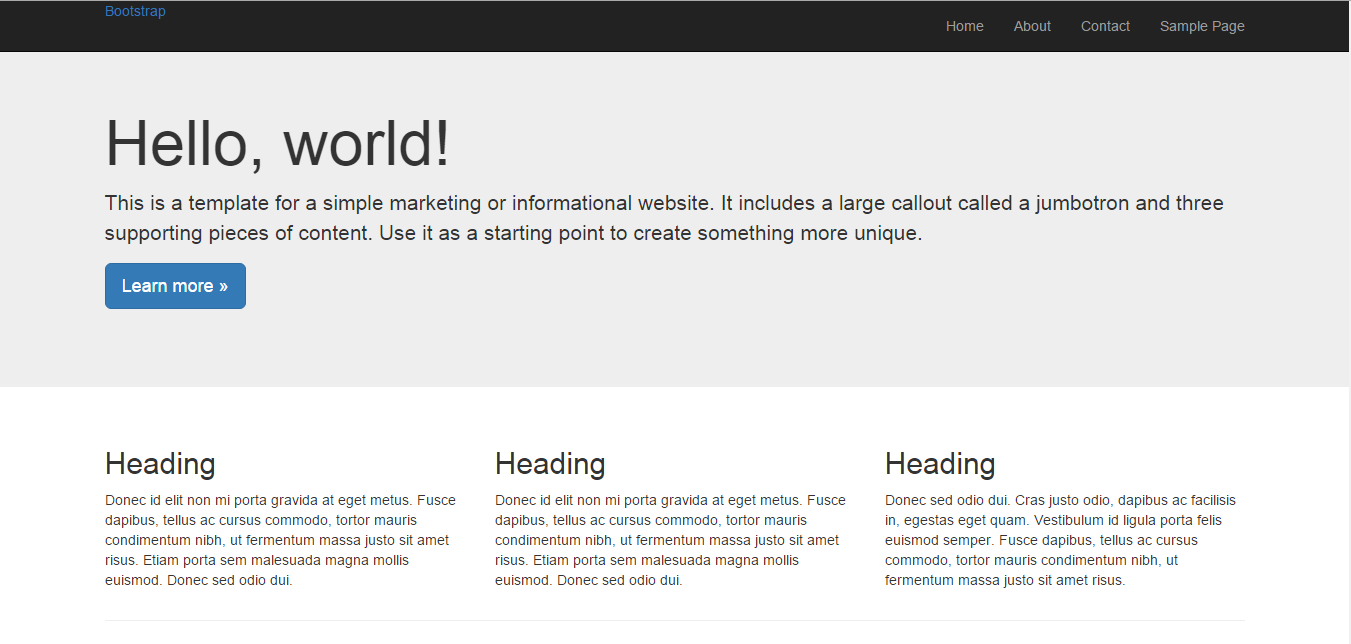 Bootstrap
Home About Contact Sample Page
Hello, world!
This is a template for a simple marketing or informational website. It includes a large callout called a jumbotron and three
supporting pieces of content. Use it as a starting point to create something more unique.
Learn more »
Heading
Donec id elit non mi porta gravida at eget metus. Fusce
dapibus, tellus ac cursus commodo, tortor mauris
condimentum nibh, ut fermentum massa justo sit amet
risus. Etiam porta sem malesuada magna mollis
euismod. Donec sed odio dui.
Heading
Donec id elit non mi porta gravida at eget metus. Fusce
dapibus, tellus ac cursus commodo, tortor mauris
condimentum nibh, ut fermentum massa justo sit amet
risus. Etiam porta sem malesuada magna mollis
euismod. Donec sed odio dui.
Heading
Donec sed odio dui. Cras justo odio, dapibus ac facilisis
in, egestas eget quam. Vestibulum id ligula porta felis
euismod semper. Fusce dapibus, tellus ac cursus
commodo, tortor mauris condimentum nibh, ut
fermentum massa justo sit amet risus.